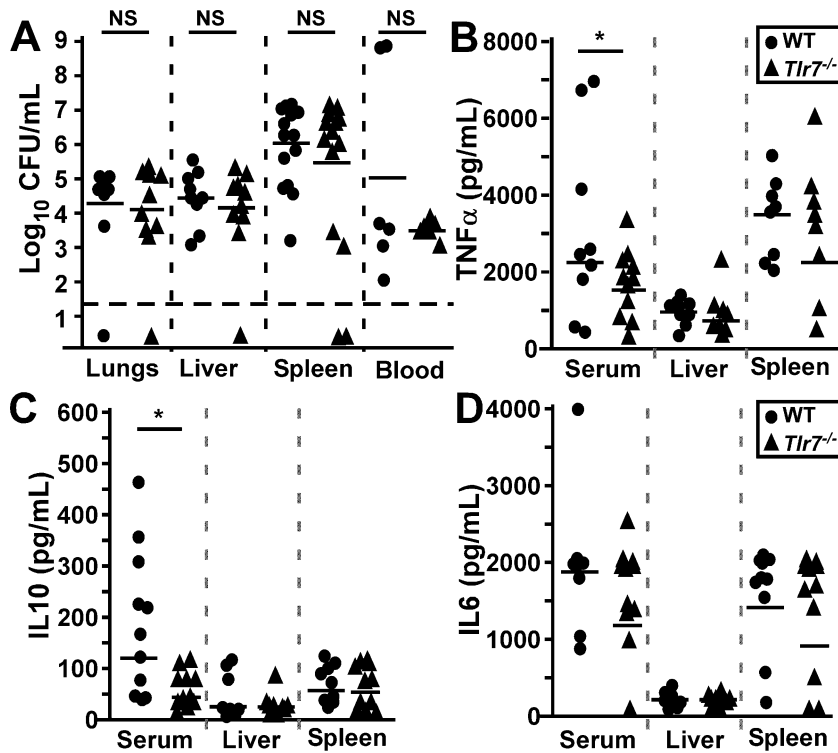 A
NS NS NS NS
Log10 CFU/mL
9
8
7
6
5
4
3
2
1
Lungs Liver Spleen Blood
B
WT
Tlr7-/-
*
TNFα (pg/mL)
8000
6000
4000
2000
0
Serum Liver Spleen
C
*
IL10 (pg/mL)
600
500
400
300
200
100
0
Serum Liver Spleen
D
WT
Tlr7-/-
IL6 (pg/mL)
4000
3000
2000
1000
0
Serum Liver Spleen